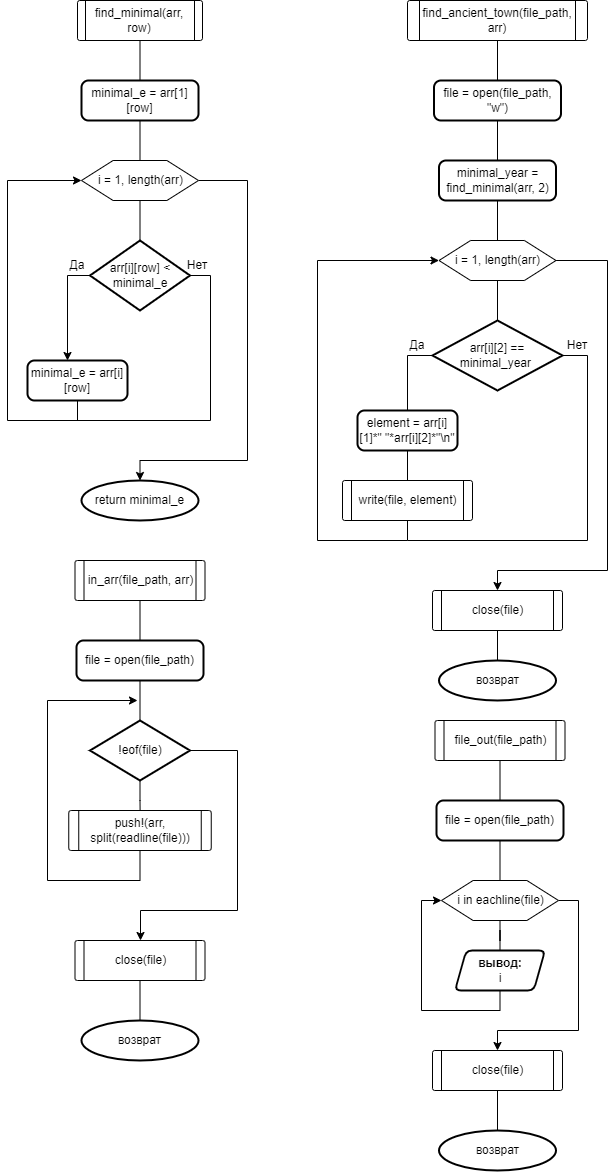 find_minimal(arr,
row)
minimal_e = arr[1]
[row]
i = 1, length(arr)
Да
arr[i][row] <
minimal_e
Нет
minimal_e = arr[i]
[row]
return minimal_e
in_arr(file_path, arr)
file = open(file_path)
!eof(file)
push!(arr,
split(readline(file)))
close(file)
возврат
find_ancient_town(file_path,
arr)
file = open(file_path,
"w")
minimal_year =
find_minimal(arr, 2)
i = 1, length(arr)
Да
arr[i][2] ==
minimal_year
Нет
element = arr[i]
[1]*" "*arr[i][2]*"\n"
write(file, element)
close(file)
возврат
file_out(file_path)
file = open(file_path)
i in eachline(file)
вывод:
i
close(file)
возврат